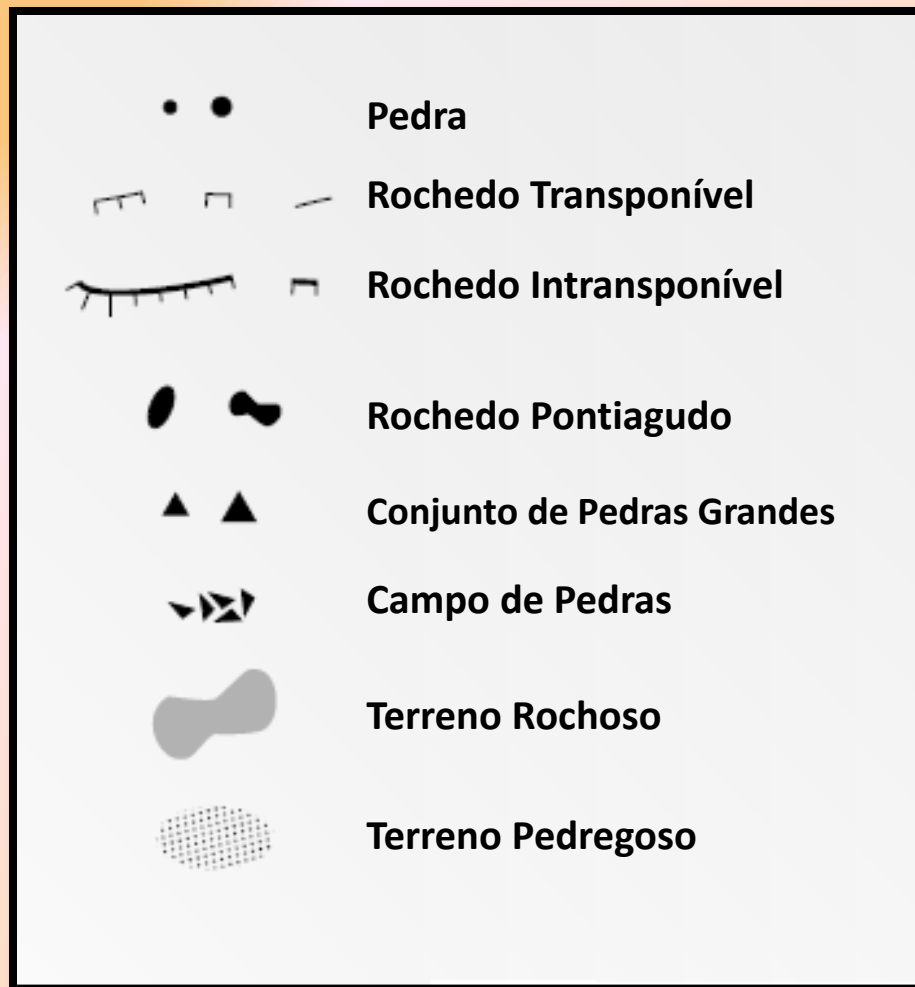 Pedra
Rochedo Transponível
Rochedo Intransponível
Rochedo Pontiagudo
Conjunto de Pedras Grandes
Campo de Pedras
Terreno Rochoso
Terreno Pedregoso